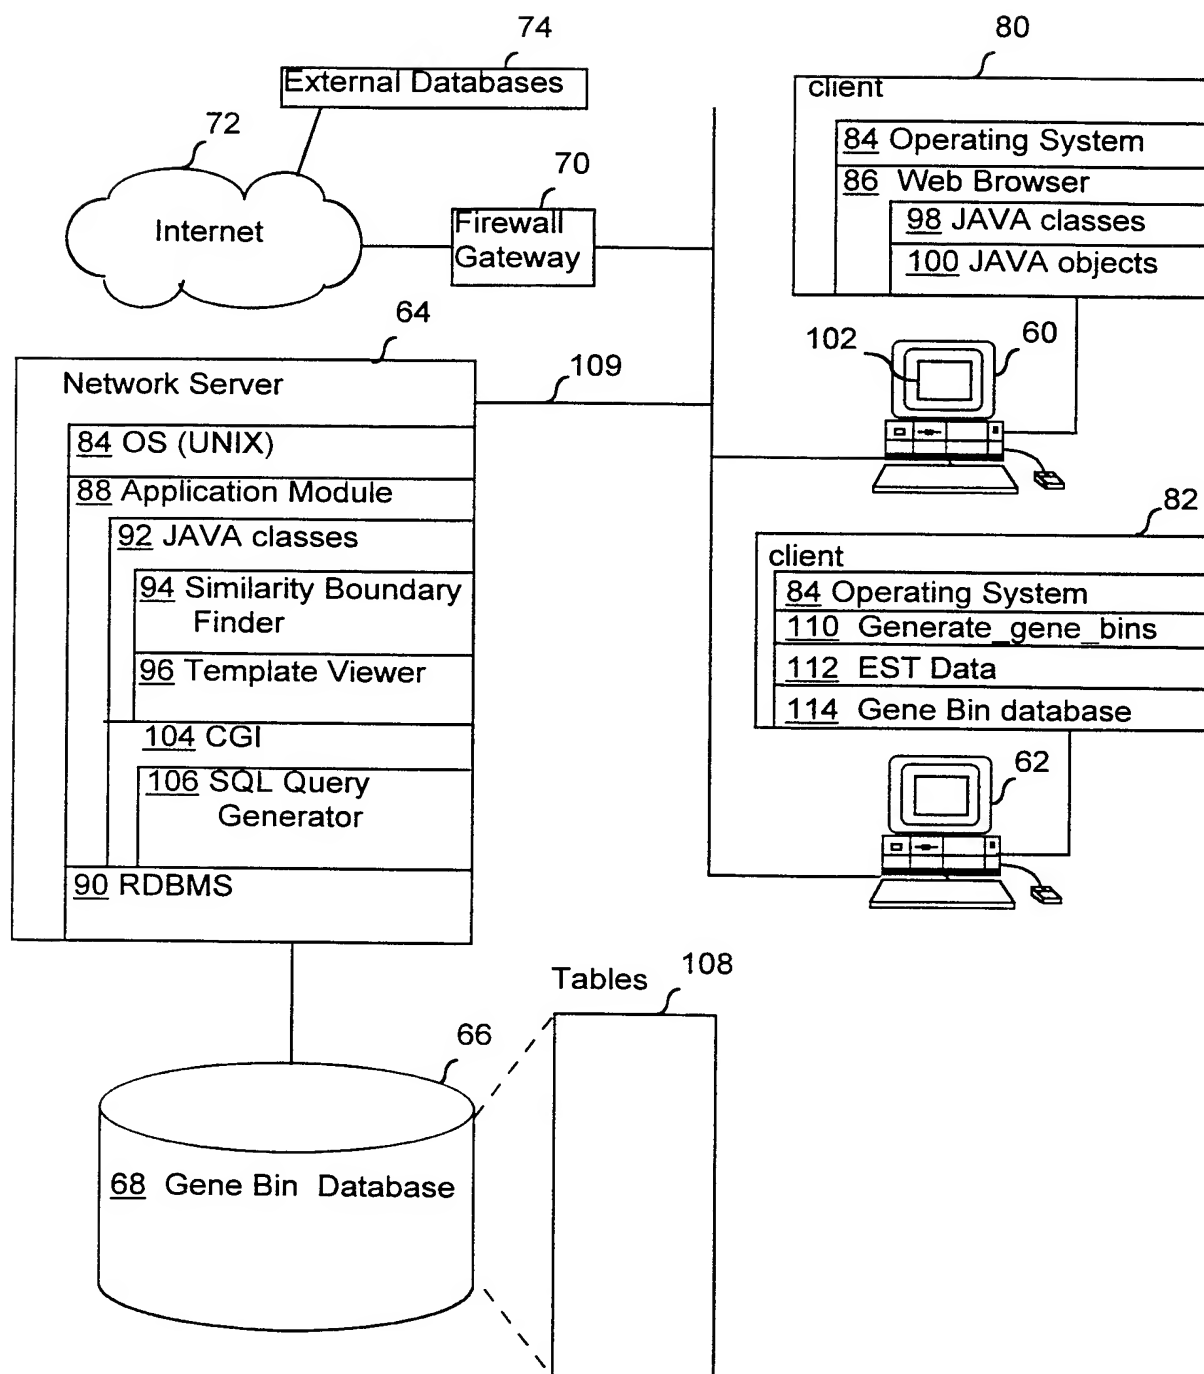 74
External Databases
72
Internet
70
Firewall
Gateway
80
client
84 Operating System
86 Web Browser
98 JAVA classes
100 JAVA objects
102
60
64
109
Network Server
84 OS (UNIX)
88 Application Module
92 JAVA classes
94 Similarity Boundary
Finder
96 Template Viewer
104 CGI
106 SQL Query
Generator
90 RDBMS
82
client
84 Operating System
110 Generate_gene_bins
112 EST Data
114 Gene Bin database
62
66
68 Gene Bin Database
Tables
108